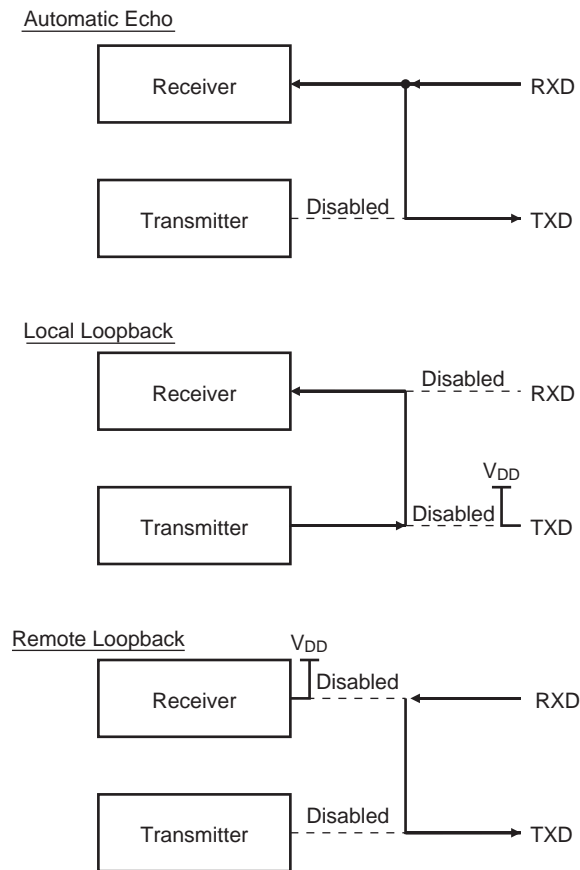 Automatic Echo
Receiver
RXD
Transmitter
Disabled
TXD
Local Loopback
Receiver
Disabled
RXD
VDD
Transmitter
Disabled
TXD
Remote Loopback
VDD
Receiver
Disabled
RXD
Transmitter
Disabled
TXD